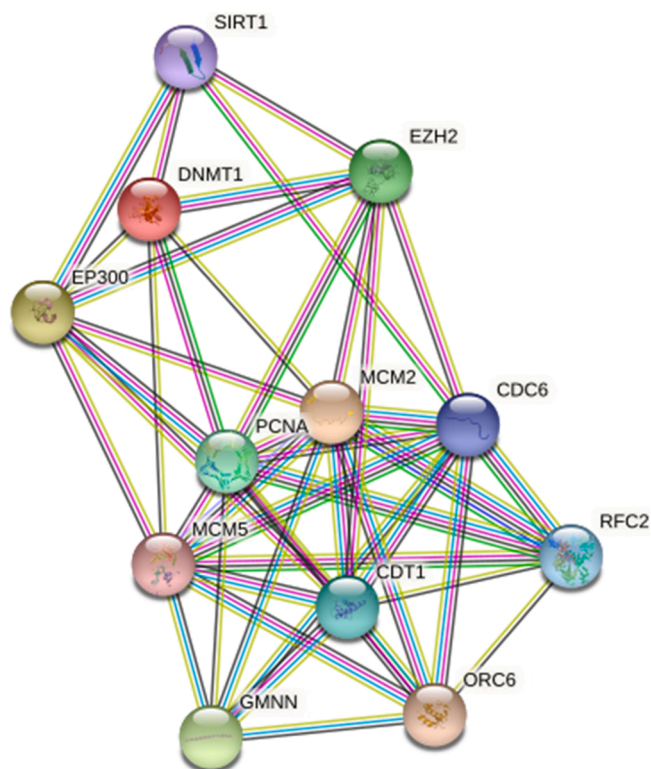 SIRT1
EZH2
DNMT1
EP300
MCM2
CDC6
PCNA
RFC2
MCM5
CDT1
ORC6
GMNN